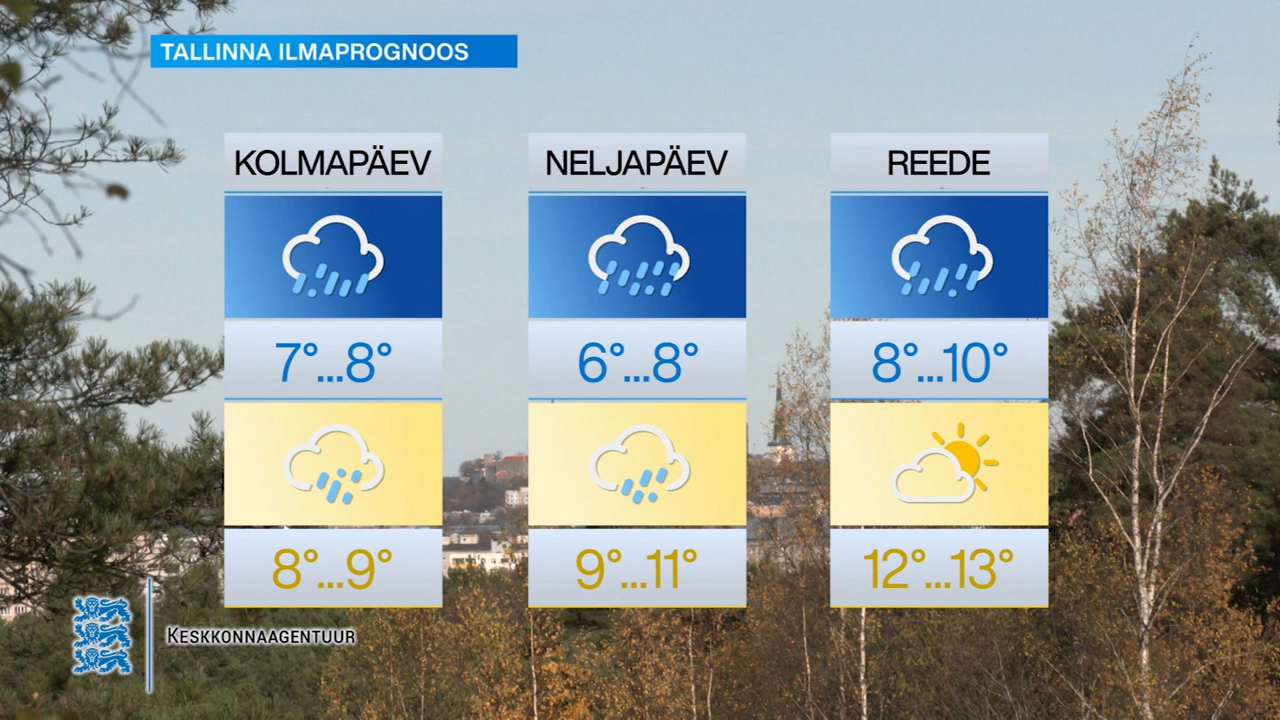 TALLINNA ILMAPROGNOOS
KOLMAPÄEV
7°...8°
8°...9°
NELJAPÄEV
6°...8°
9°...11°
REEDE
8°...10°
12°...13°
KESKKONNAAGENTUUR